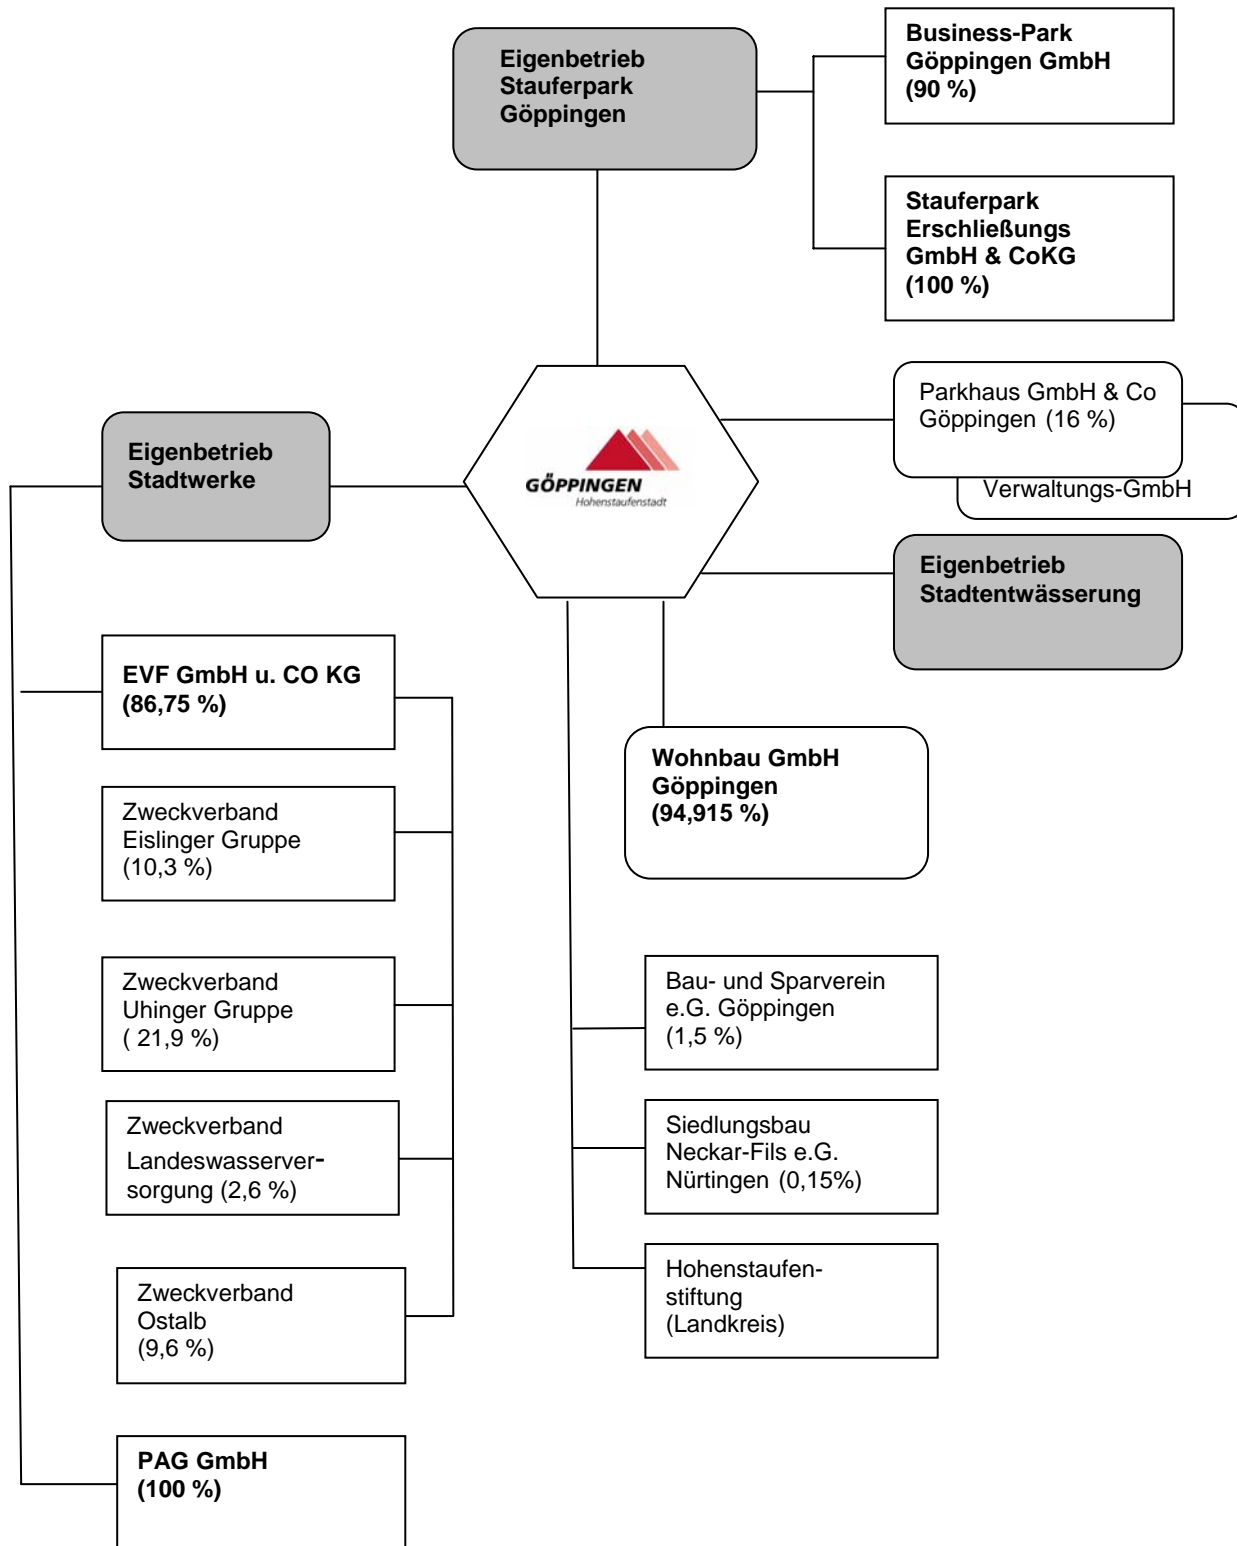 Eigenbetrieb
Stauferpark
Göppingen
Business-Park
Göppingen GmbH
(90 %)
Stauferpark
Erschließungs
GmbH & CoKG
(100 %)
Parkhaus GmbH & Co
Göppingen (16 %)
Verwaltungs-GmbH
Eigenbetrieb
Stadtwerke
GÖPPINGEN
Hohenstaufenstadt
Eigenbetrieb
Stadtentwässerung
EVF GmbH u. CO KG
(86,75 %)
Wohnbau GmbH
Göppingen
(94,915 %)
Zweckverband
Eislinger Gruppe
(10,3 %)
Zweckverband
Uhinger Gruppe
( 21,9 %)
Bau- und Sparverein
e.G. Göppingen
(1,5 %)
Zweckverband
Landeswasserver-
sorgung (2,6 %)
Siedlungsbau
Neckar-Fils e.G.
Nürtingen (0,15%)
Zweckverband
Ostalb
(9,6 %)
Hohenstaufen-
stiftung
(Landkreis)
PAG GmbH
(100 %)